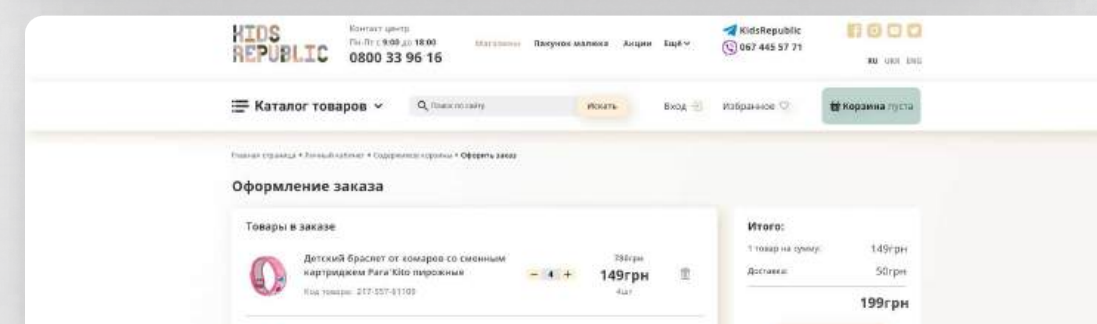 KIDS
REPUBLIC
Контакт центр
Пн-Пт с 9:00 до 18:00
0800 33 96 16
Магазины Пакунок малюка Акции Ещё
KidsRepublic
067 445 57 71
RU UKR ENG
Каталог товаров
Поиск по сайту
Искать
Вход
Избранное
Корзина пуста
Главная страница • Личный кабинет • Содержимое корзины • Оформить заказ
Оформление заказа
Товары в заказе
Детский браслет от комаров со сменным
картриджем Para'Kito пирожные
Код товара: 217-557-61103
- 4 +
149грн
4шт
Итого:
1 товар на сумму: 149грн
Доставка: 50грн
199грн